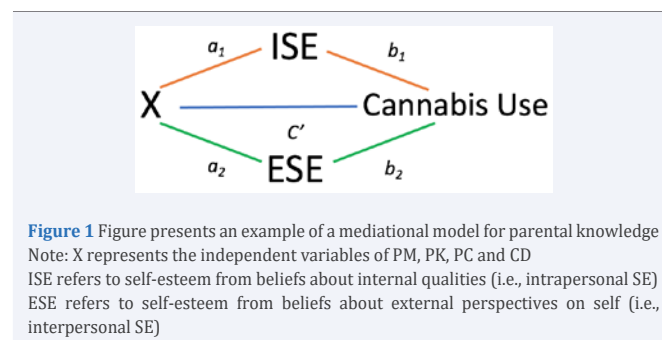 a₁ ISE b₁
X Cannabis Use
C'
a₂ ESE b₂
Figure 1 Figure presents an example of a mediational model for parental knowledge
Note: X represents the independent variables of PM, PK, PC and CD
ISE refers to self-esteem from beliefs about internal qualities (i.e., intrapersonal SE)
ESE refers to self-esteem from beliefs about external perspectives on self (i.e.,
interpersonal SE)